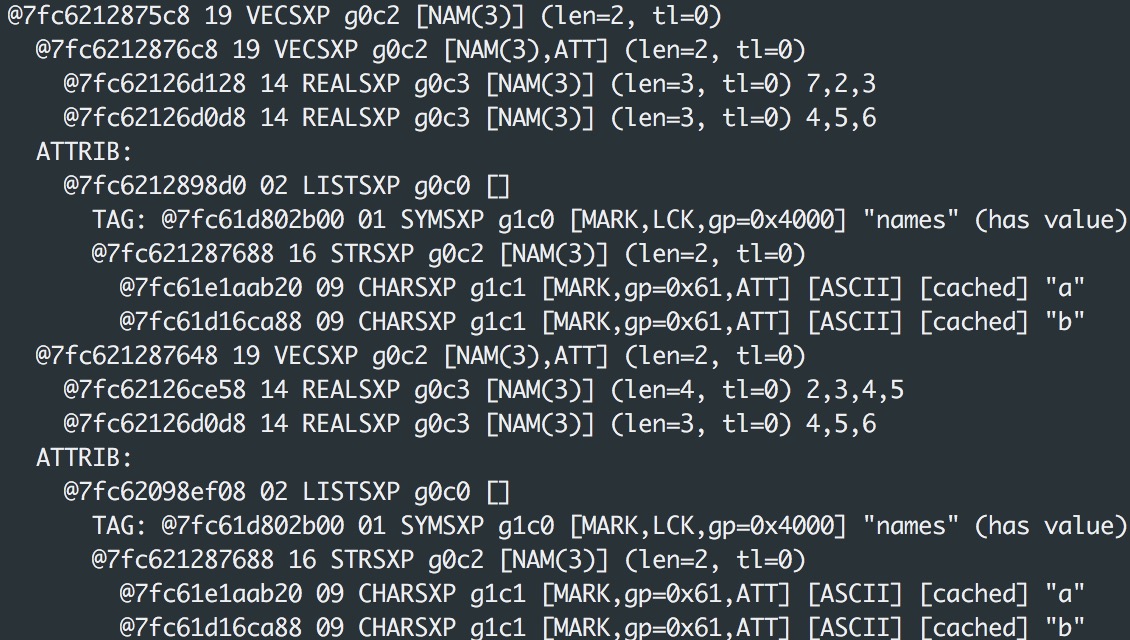 @7fc6212875c8 19 VECSXP g0c2 [NAM(3)] (len=2, tl=0)
@7fc6212876c8 19 VECSXP g0c2 [NAM(3),ATT] (len=2, tl=0)
@7fc62126d128 14 REALSXP g0c3 [NAM(3)] (len=3, tl=0) 7,2,3
@7fc62126d0d8 14 REALSXP g0c3 [NAM(3)] (len=3, tl=0) 4,5,6
ATTRIB:
@7fc6212898d0 02 LISTSXP g0c0 []
TAG: @7fc61d802b00 01 SYMSXP g1c0 [MARK,LCK,gp=0x4000] "names" (has value)
@7fc621287688 16 STRSXP g0c2 [NAM(3)] (len=2, tl=0)
@7fc61e1aab20 09 CHARSXP g1c1 [MARK,gp=0x61,ATT] [ASCII] [cached] "a"
@7fc61d16ca88 09 CHARSXP g1c1 [MARK,gp=0x61,ATT] [ASCII] [cached] "b"
@7fc621287648 19 VECSXP g0c2 [NAM(3),ATT] (len=2, tl=0)
@7fc62126ce58 14 REALSXP g0c3 [NAM(3)] (len=4, tl=0) 2,3,4,5
@7fc62126d0d8 14 REALSXP g0c3 [NAM(3)] (len=3, tl=0) 4,5,6
ATTRIB:
@7fc62098ef08 02 LISTSXP g0c0 []
TAG: @7fc61d802b00 01 SYMSXP g1c0 [MARK,LCK,gp=0x4000] "names" (has value)
@7fc621287688 16 STRSXP g0c2 [NAM(3)] (len=2, tl=0)
@7fc61e1aab20 09 CHARSXP g1c1 [MARK,gp=0x61,ATT] [ASCII] [cached] "a"
@7fc61d16ca88 09 CHARSXP g1c1 [MARK,gp=0x61,ATT] [ASCII] [cached] "b"